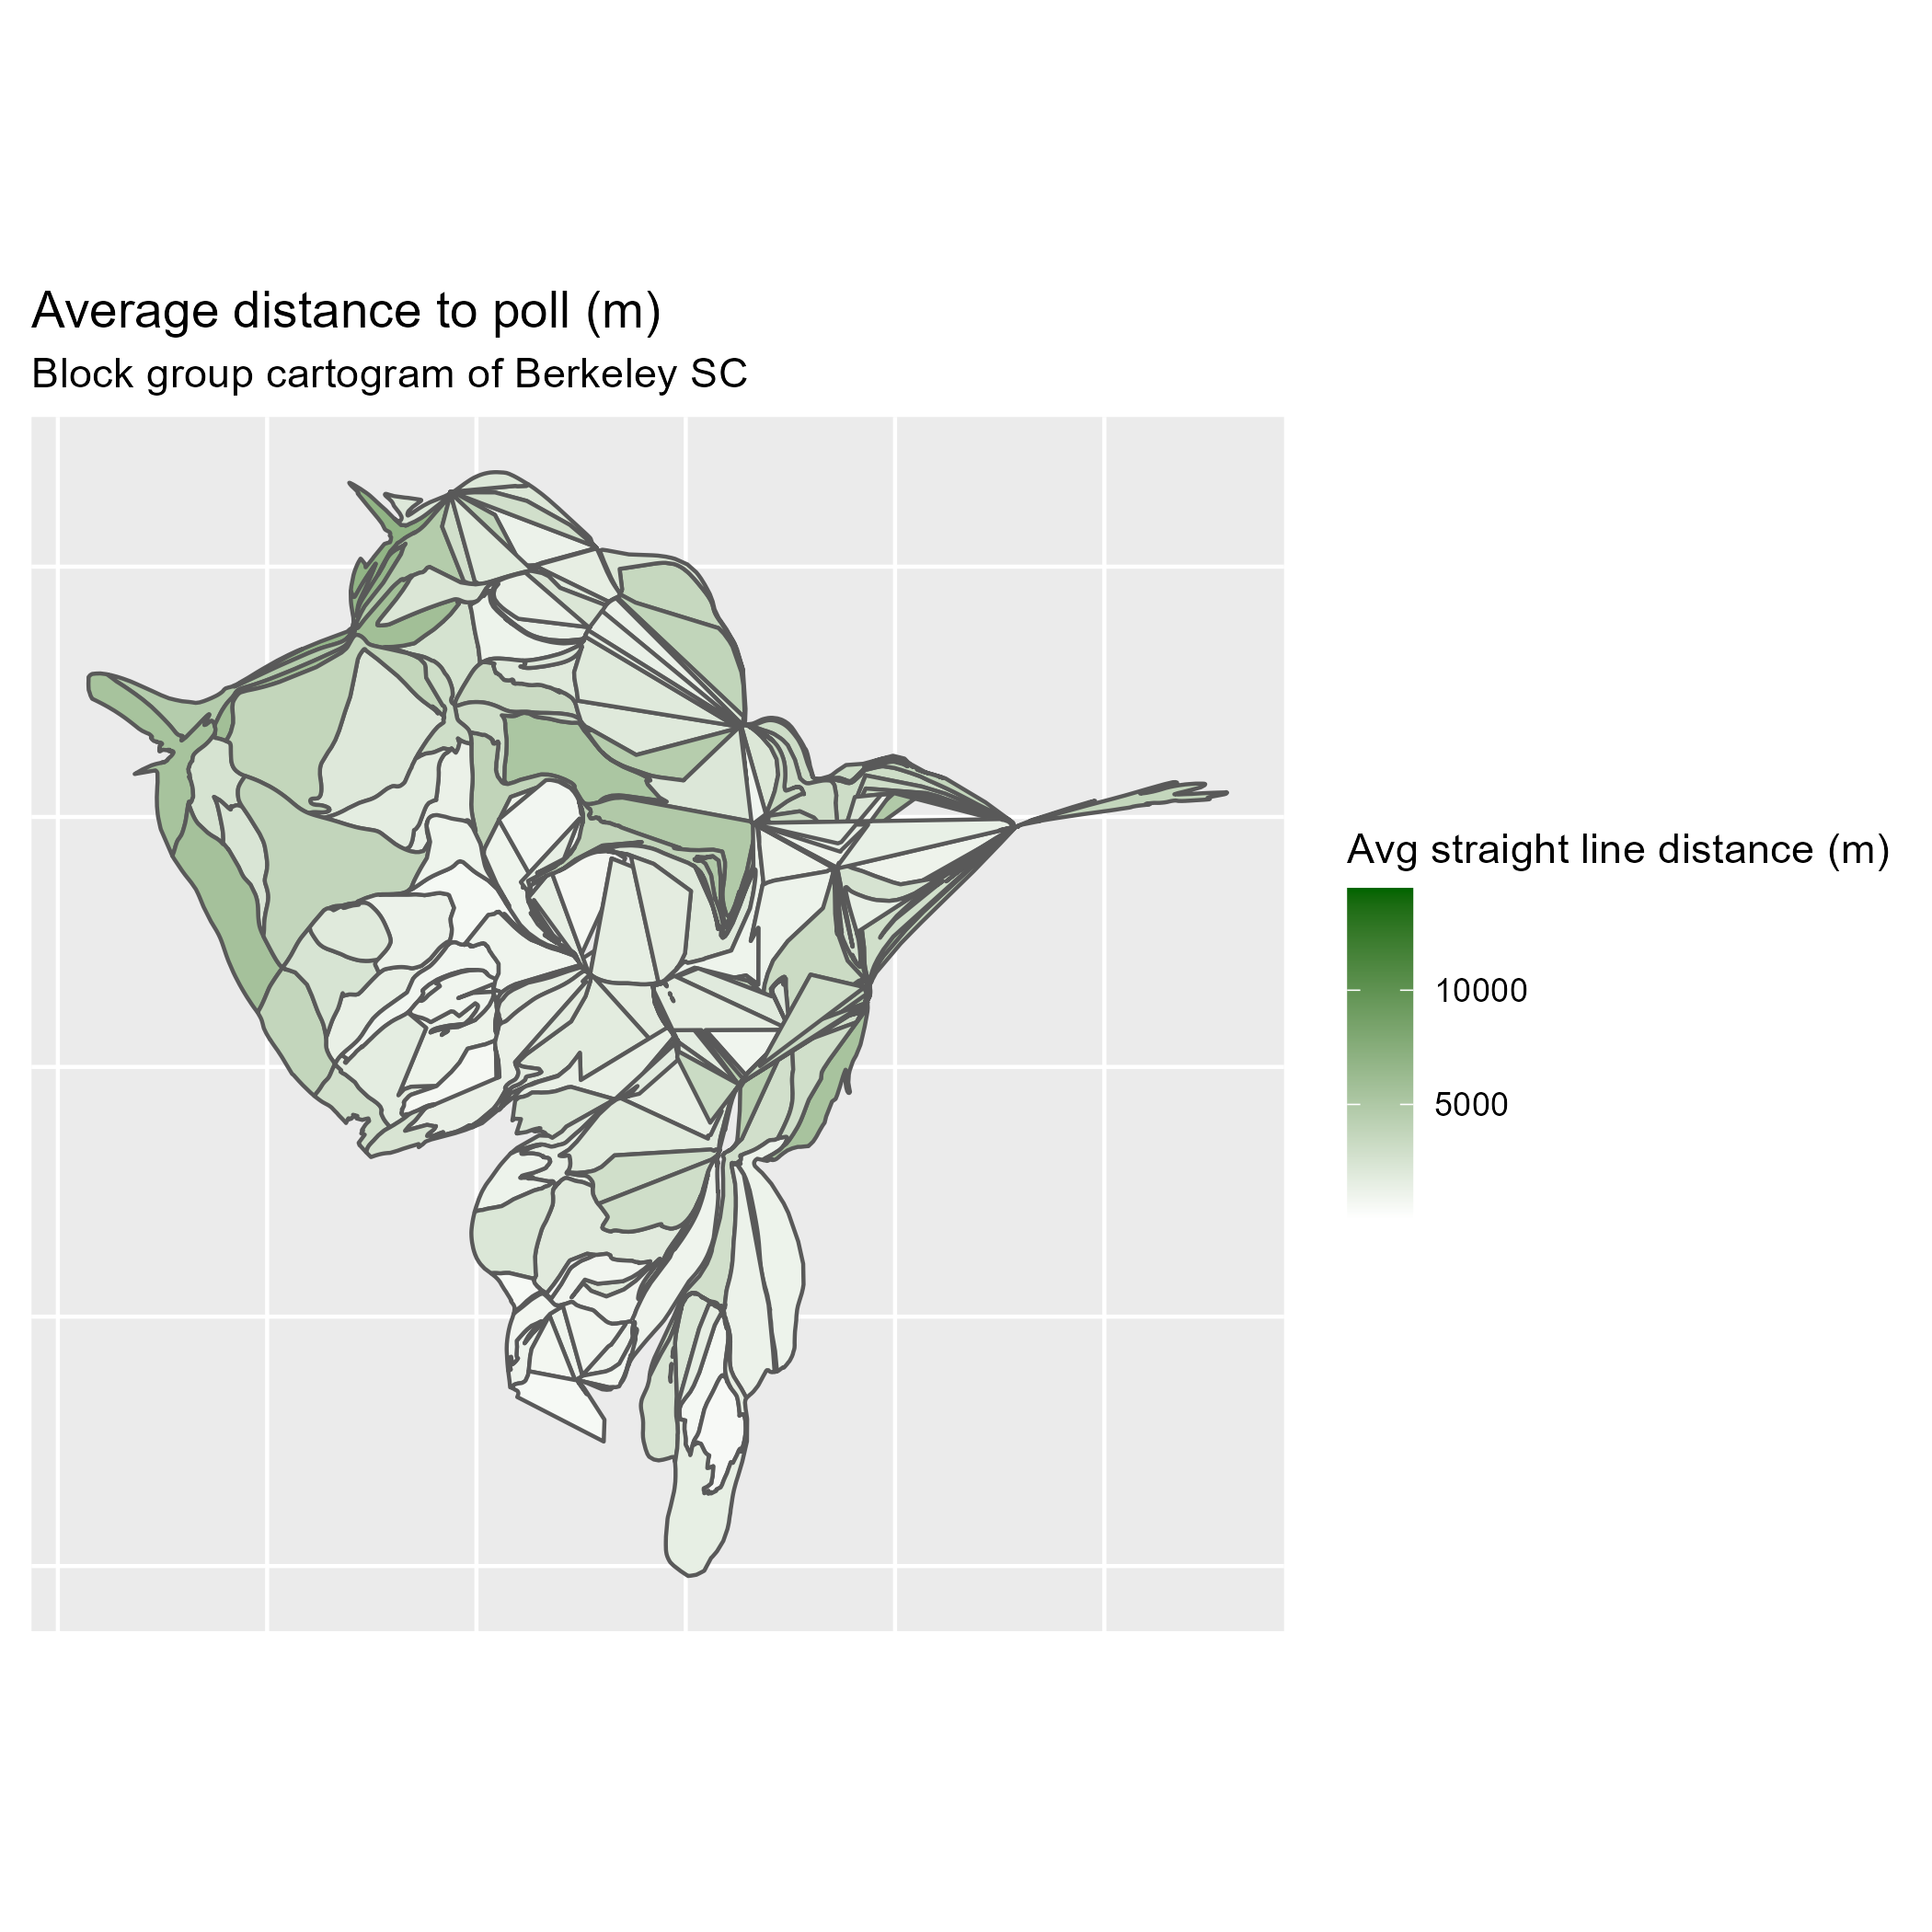 Average distance to poll (m)
Block group cartogram of Berkeley SC
Avg straight line distance (m)
10000
5000